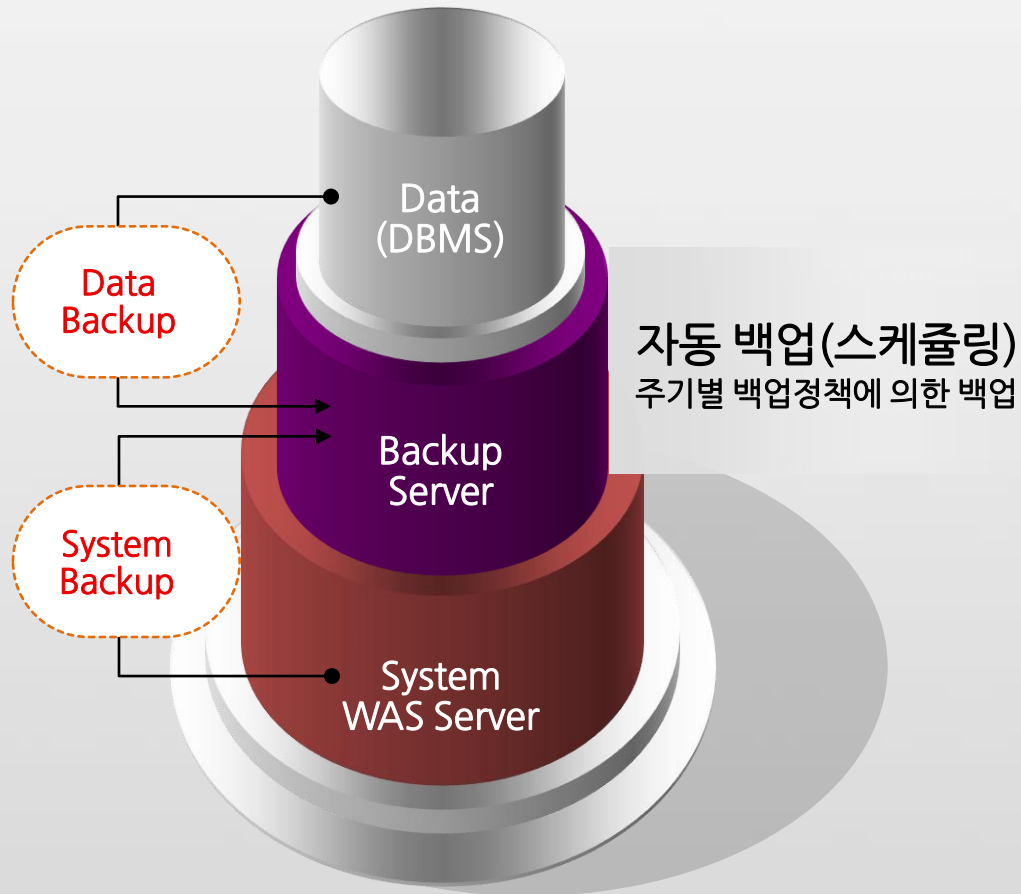 Data
(DBMS)
Data
Backup
자동 백업(스케쥴링)
주기별 백업정책에 의한 백업
Backup
Server
System
Backup
System
WAS Server